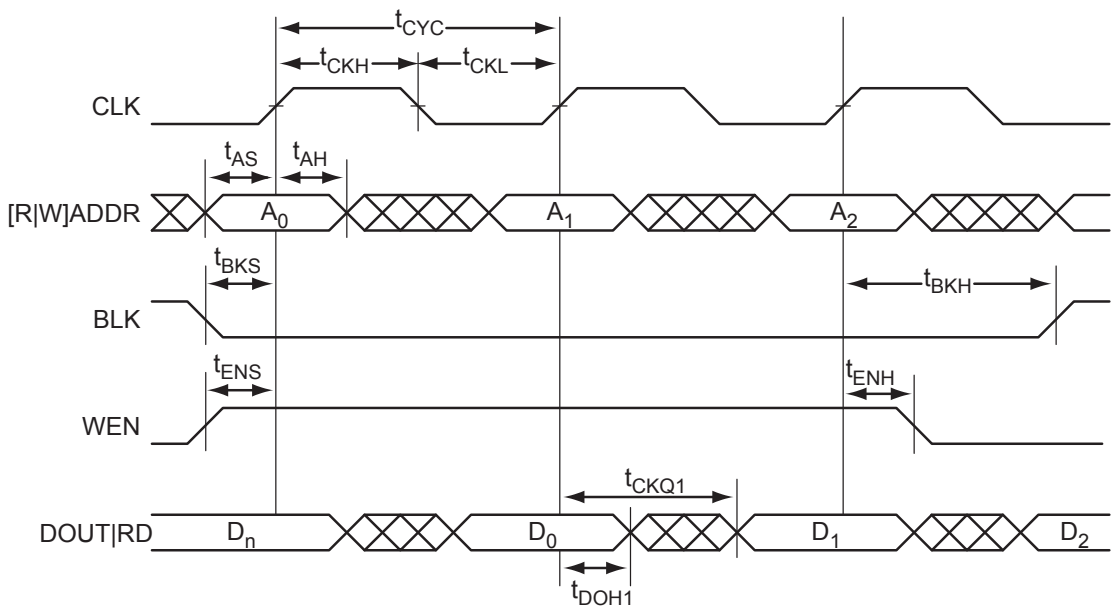 tCYC
tCKH tCKL
CLK
tAS tAH
[R|W]ADDR A0 A1 A2
tBKS tBKH
BLK
tENS tENH
WEN
tCKQ1
DOUT|RD Dn D0 D1 D2
tDOH1